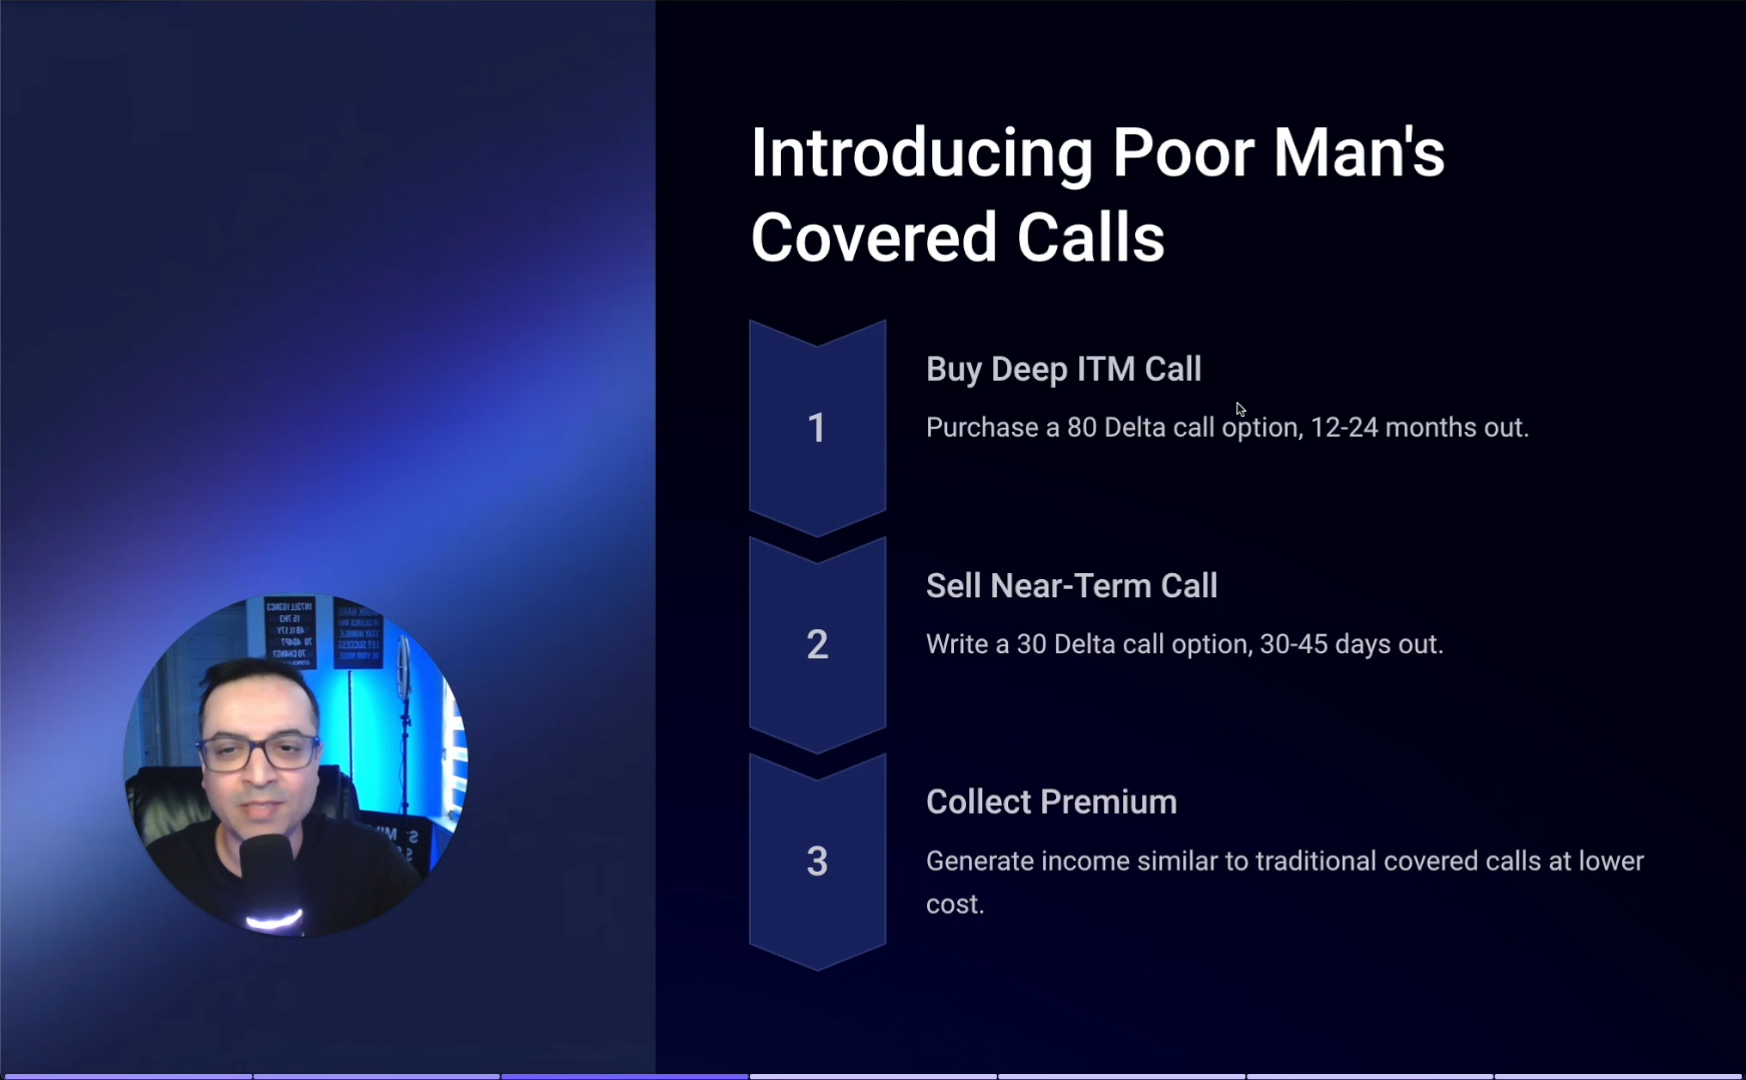 Introducing Poor Man's
Covered Calls
1
Buy Deep ITM Call
Purchase a 80 Delta call option, 12-24 months out.
2
Sell Near-Term Call
Write a 30 Delta call option, 30-45 days out.
3
Collect Premium
Generate income similar to traditional covered calls at lower
cost.